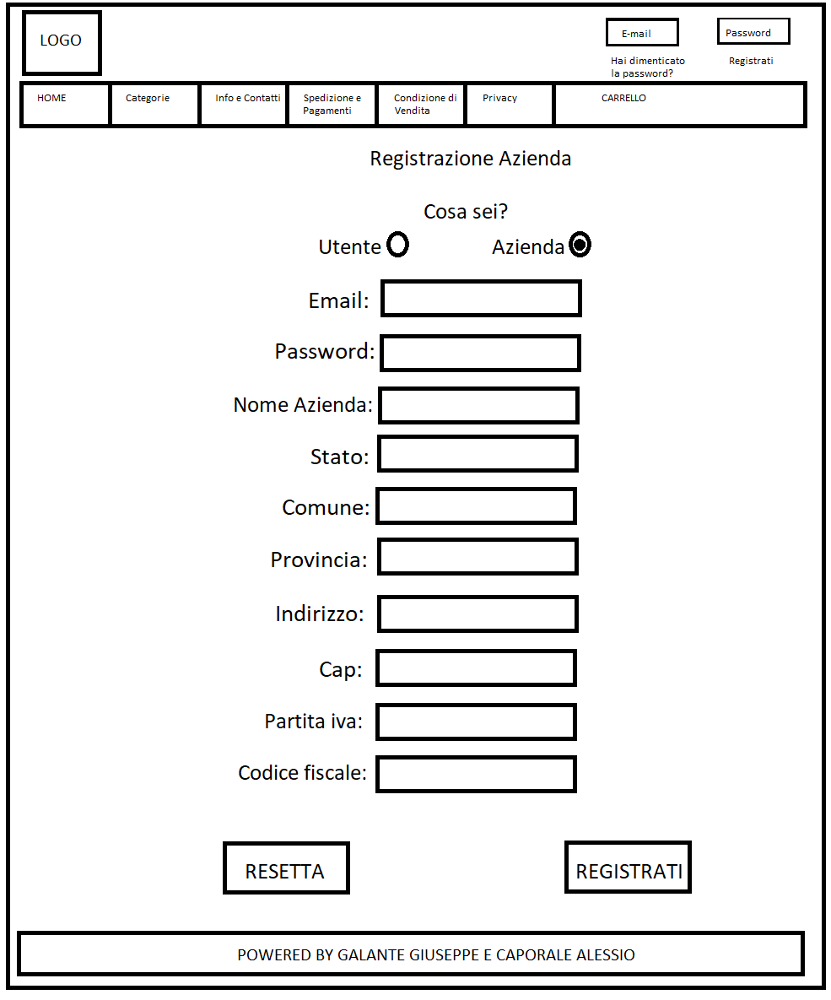 LOGO
E-mail
Password
Hai dimenticato
la password?
Registrati
HOME
Categorie
Info e Contatti
Spedizione e
Pagamenti
Condizione di
Vendita
Privacy
CARRELLO
Registrazione Azienda
Cosa sei?
Utente
Azienda
Email:
Password:
Nome Azienda:
Stato:
Comune:
Provincia:
Indirizzo:
Cap:
Partita iva:
Codice fiscale:
RESETTA
REGISTRATI
POWERED BY GALANTE GIUSEPPE E CAPORALE ALESSIO